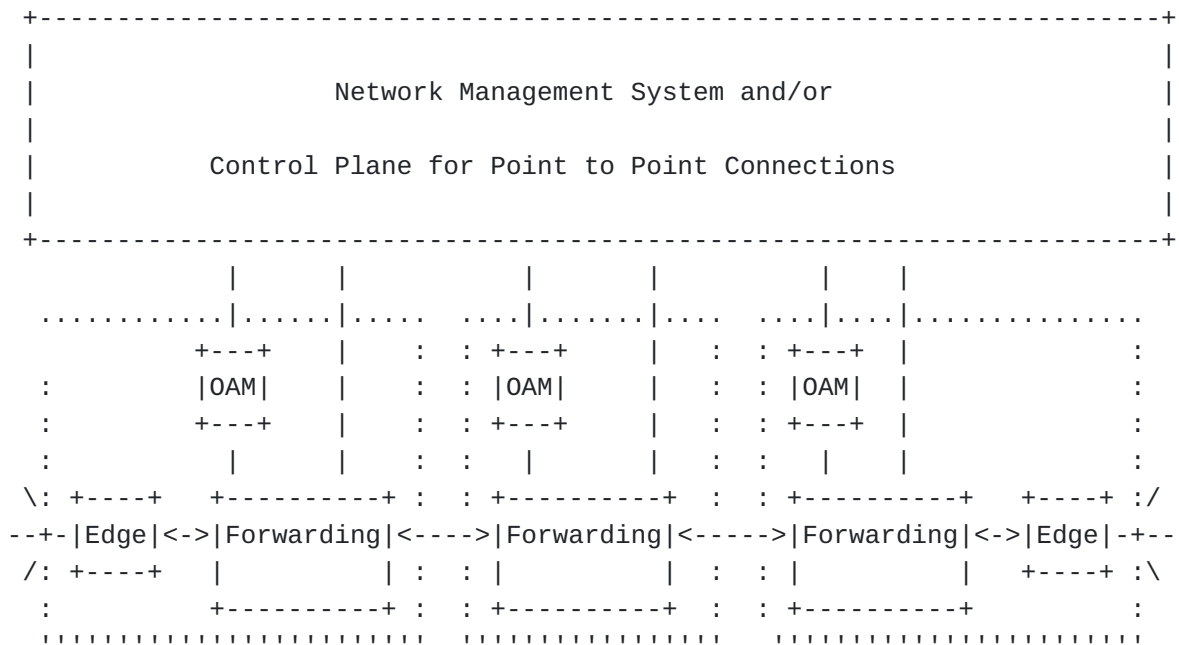 +------------------------------------------------------------------------+
|                                                                        |
|                   Network Management System and/or                     |
|                                                                        |
|           Control Plane for Point to Point Connections                 |
|                                                                        |
+------------------------------------------------------------------------+
             |      |           |       |          |    |
 ............|......|.....  ....|.......|....  ....|....|...............
           +---+    |    :  : +---+     |   :  : +---+  |              :
 :         |OAM|    |    :  : |OAM|     |   :  : |OAM|  |              :
 :         +---+    |    :  : +---+     |   :  : +---+  |              :
 :           |      |    :  :   |       |   :  :   |    |              :
\: +----+   +----------+ :  : +----------+  :  : +----------+   +----+ :/
--+-|Edge|<->|Forwarding|<---->|Forwarding|<----->|Forwarding|<->|Edge|-+--
/: +----+   |          | :  : |          |  :  : |          |   +----+ :\
 :          +----------+ :  : +----------+  :  : +----------+          :
 '''''''''''''''''''''''''  '''''''''''''''''   ''''''''''''''''''''''''